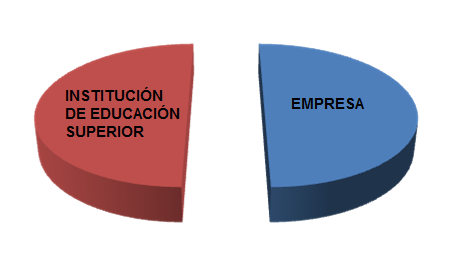 INSTITUCIÓN
DE EDUCACIÓN
SUPERIOR
EMPRESA